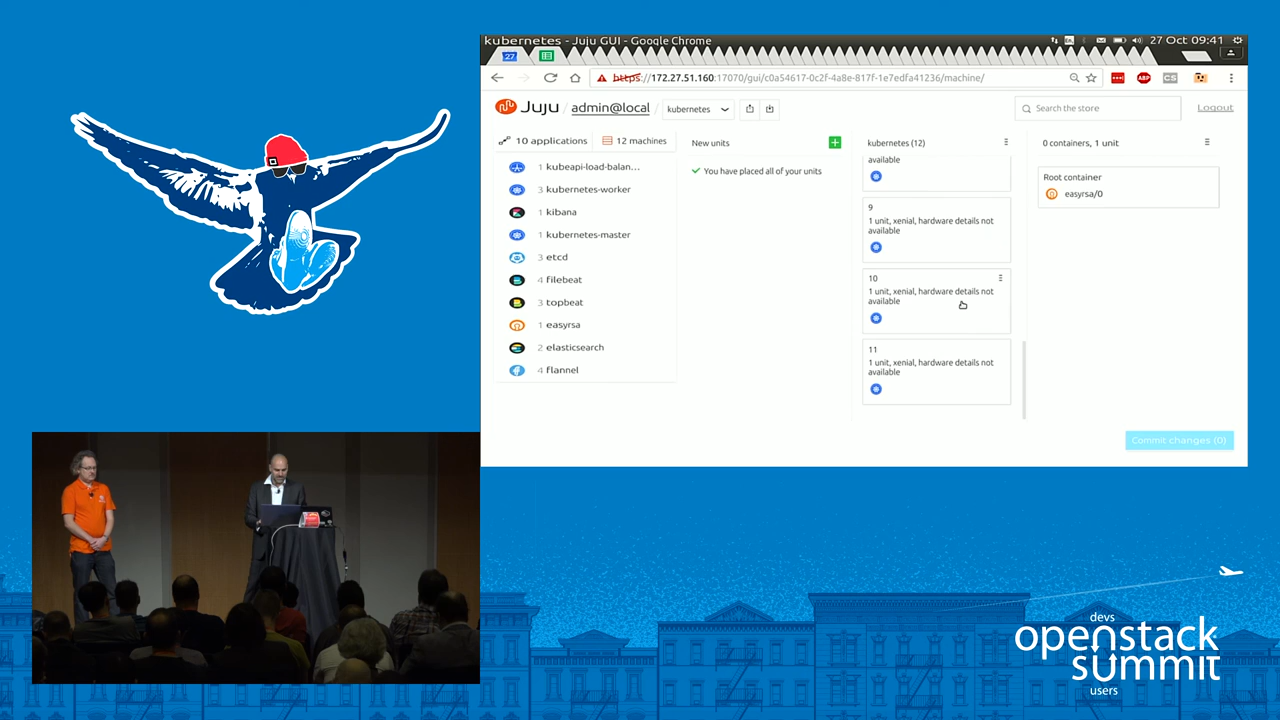 kubernetes - Juju GUI - Google Chrome
27 Oct 09:41
27
https://172.27.51.160:17070/gui/c0a54617-0c2f-4a8e-817f-1e7edfa41236/machine/
ABP
CS
Juju / admin@local / kubernetes
Search the store
Logout
10 applications
12 machines
1 kubeapi-load-balan...
3 kubernetes-worker
1 kibana
1 kubernetes-master
3 etcd
4 filebeat
3 topbeat
1 easyrsa
2 elasticsearch
4 flannel
New units
You have placed all of your units
kubernetes (12)
available
9
1 unit, xenial, hardware details not
available
10
1 unit, xenial, hardware details not
available
11
1 unit, xenial, hardware details not
available
0 containers, 1 unit
Root container
easyrsa/0
Commit changes (0)
devs
openstack
summit
users